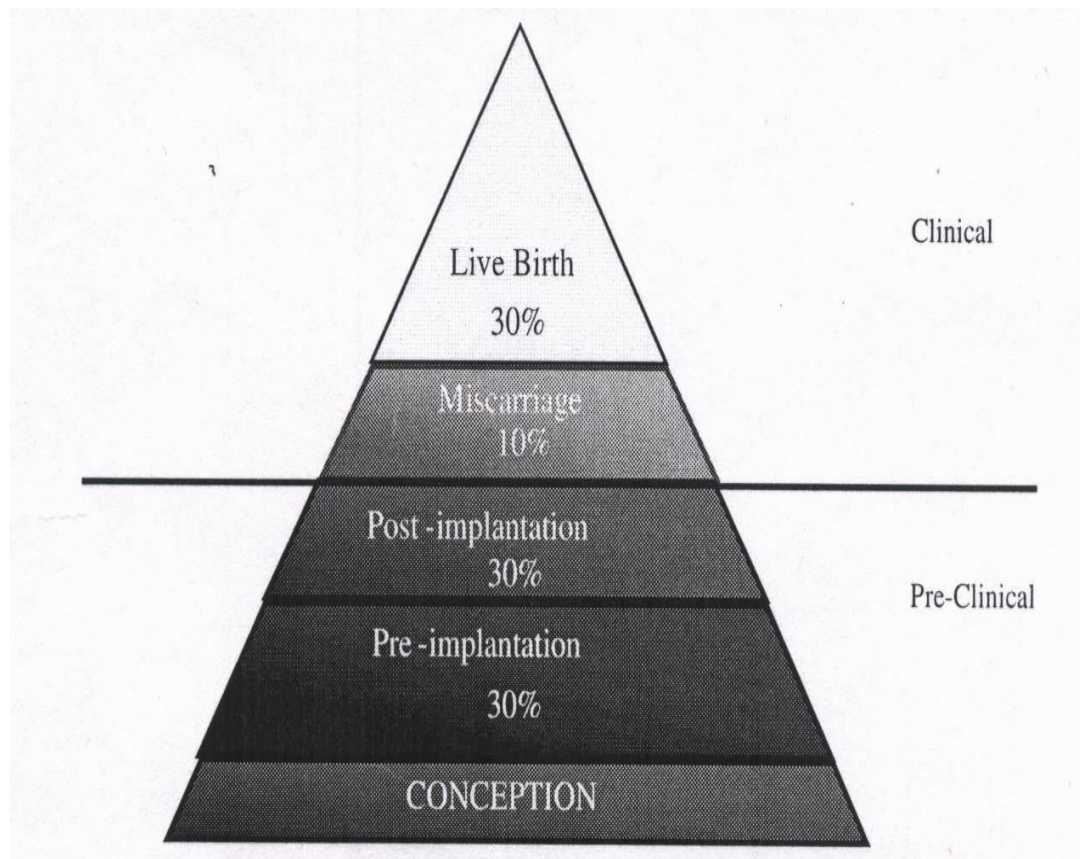 Live Birth
30%
Clinical
Miscarriage
10%
Post -implantation
30%
Pre-Clinical
Pre -implantation
30%
CONCEPTION